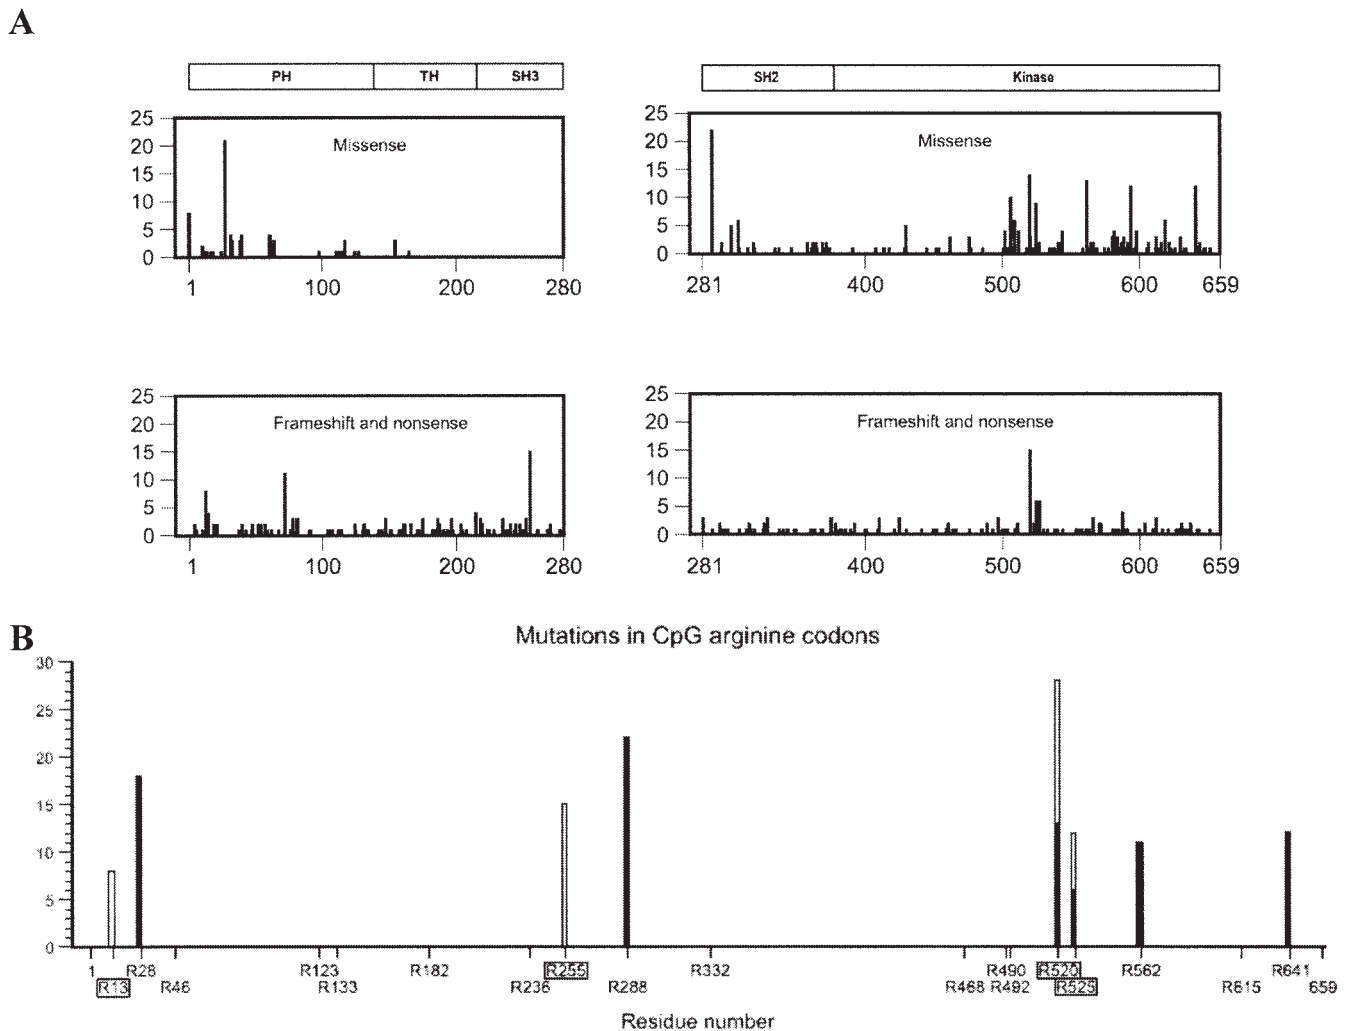 A
PH TH SH3 SH2 Kinase
25 25
20 Missense 20 Missense
15 15
10 10
5 5
0 0
1 100 200 280 281 400 500 600 659
25 25
20 Frameshift and nonsense 20 Frameshift and nonsense
15 15
10 10
5 5
0 0
1 100 200 280 281 400 500 600 659
B Mutations in CpG arginine codons
30
25
20
15
10
5
0
1 R28 R123 R182 R255 R332 R490 R520 R562 R641
R13 R46 R133 R236 R288 R468 R492 R525 R615 659
Residue number